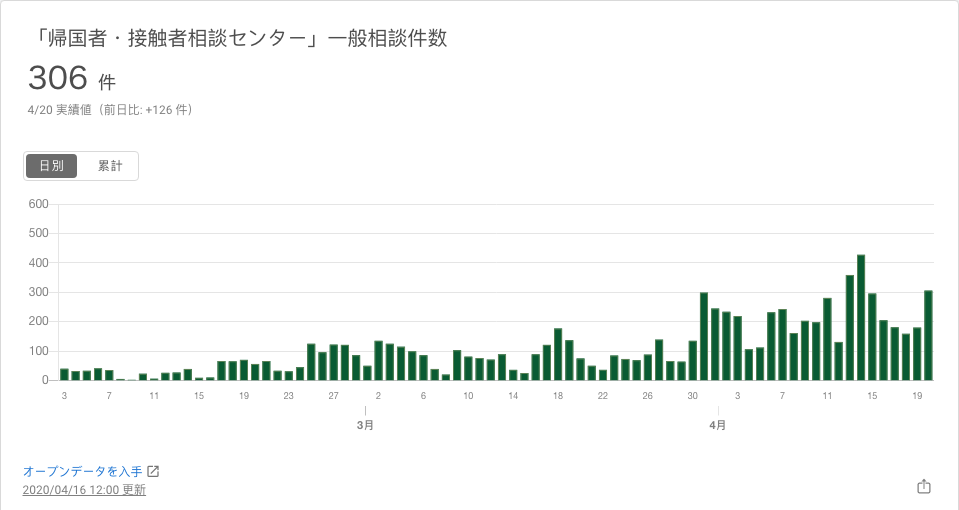 「帰国者・接触者相談センター」一般相談件数
306 件
4/20 実績値（前日比: +126 件）
日別 累計
600
500
400
300
200
100
0
3 7 11 15 19 23 27 2 6 10 14 18 22 26 30 3 7 11 15 19
3月 4月
オープンデータを入手
2020/04/16 12:00 更新